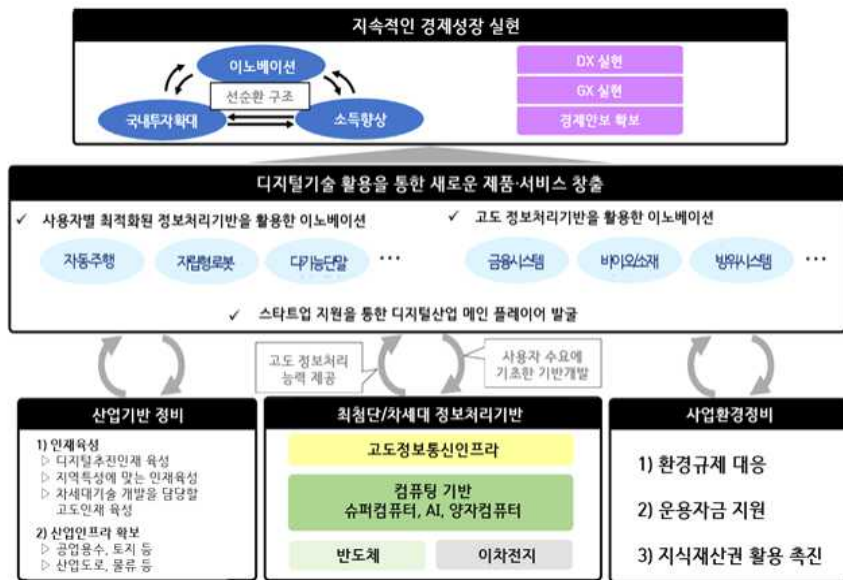 지속적인 경제성장 실현
이노베이션
선순환 구조
국내투자확대
소득향상
DX 실현
GX 실현
경제안보 확보
디지털기술 활용을 통한 새로운 제품·서비스 창출
✓ 사용자별 최적화된 정보처리기반을 활용한 이노베이션
자동주행
자립형로봇
다기능단말
···
✓ 고도 정보처리기반을 활용한 이노베이션
금융시스템
바이오/소재
방위시스템
···
✓ 스타트업 지원을 통한 디지털산업 메인 플레이어 발굴
고도 정보처리
능력 제공
사용자 수요에
기초한 기반개발
산업기반 정비
1) 인재육성
▷ 디지털추진인재 육성
▷ 지역특성에 맞는 인재육성
▷ 차세대기술 개발을 담당할
고도인재 육성
2) 산업인프라 확보
▷ 공업용수, 토지 등
▷ 산업도로, 물류 등
최첨단/차세대 정보처리기반
고도정보통신인프라
컴퓨팅 기반
슈퍼컴퓨터, AI, 양자컴퓨터
반도체
이차전지
사업환경정비
1) 환경규제 대응
2) 운용자금 지원
3) 지식재산권 활용 촉진